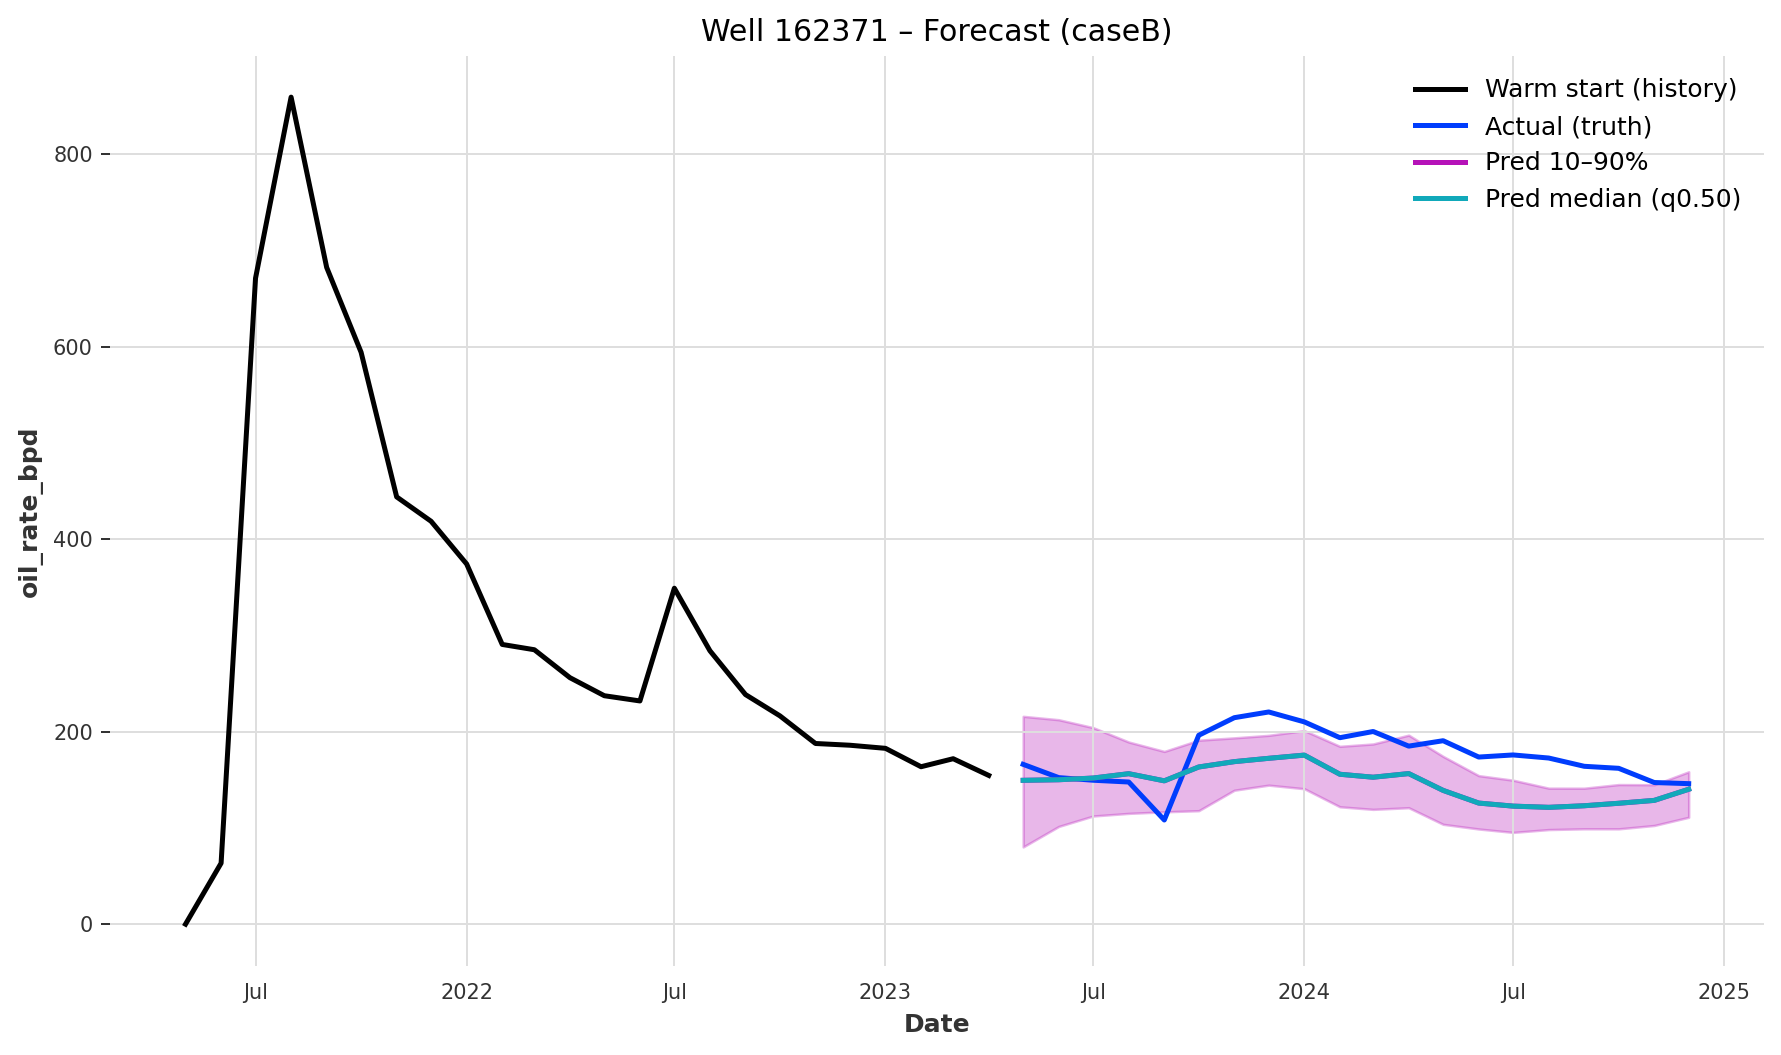 Well 162371 – Forecast (caseB)
Warm start (history)
Actual (truth)
Pred 10–90%
Pred median (q0.50)
oil_rate_bpd
800
600
400
200
0
Jul
2022
Jul
2023
Jul
2024
Jul
2025
Date